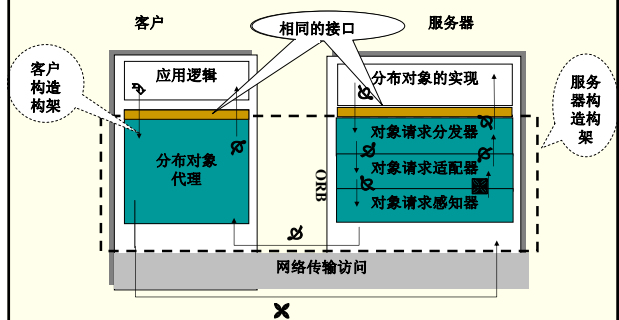 客户
相同的接口
服务器
客户
构造
构架
应用逻辑
分布对象的实现
服务
器构
造构
架
分布对象
代理
ORB
对象请求分发器
对象请求适配器
对象请求感知器
网络传输访问